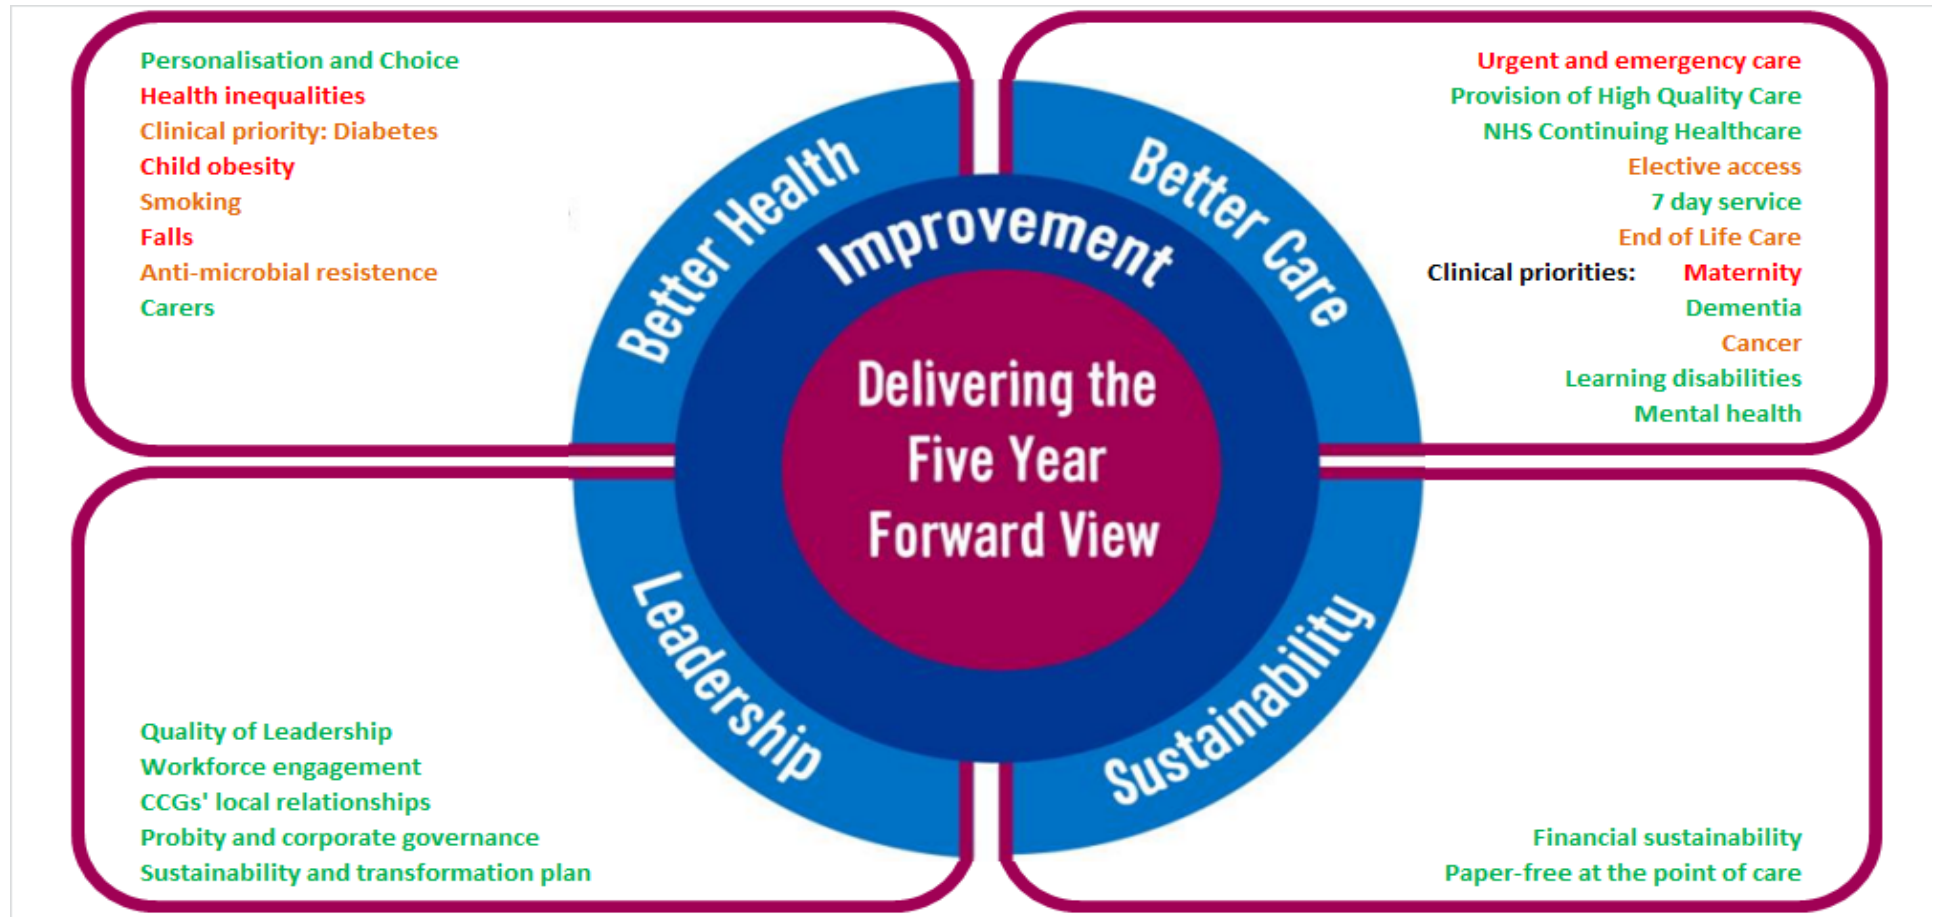 Personalisation and Choice
Health inequalities
Clinical priority: Diabetes
Child obesity
Smoking
Falls
Anti-microbial resistence
Carers
Urgent and emergency care
Provision of High Quality Care
NHS Continuing Healthcare
Elective access
7 day service
End of Life Care
Clinical priorities: Maternity
Dementia
Cancer
Learning disabilities
Mental health
Better Health
Better Care
Improvement
Delivering the
Five Year
Forward View
Leadership
Sustainability
Quality of Leadership
Workforce engagement
CCGs' local relationships
Probity and corporate governance
Sustainability and transformation plan
Financial sustainability
Paper-free at the point of care